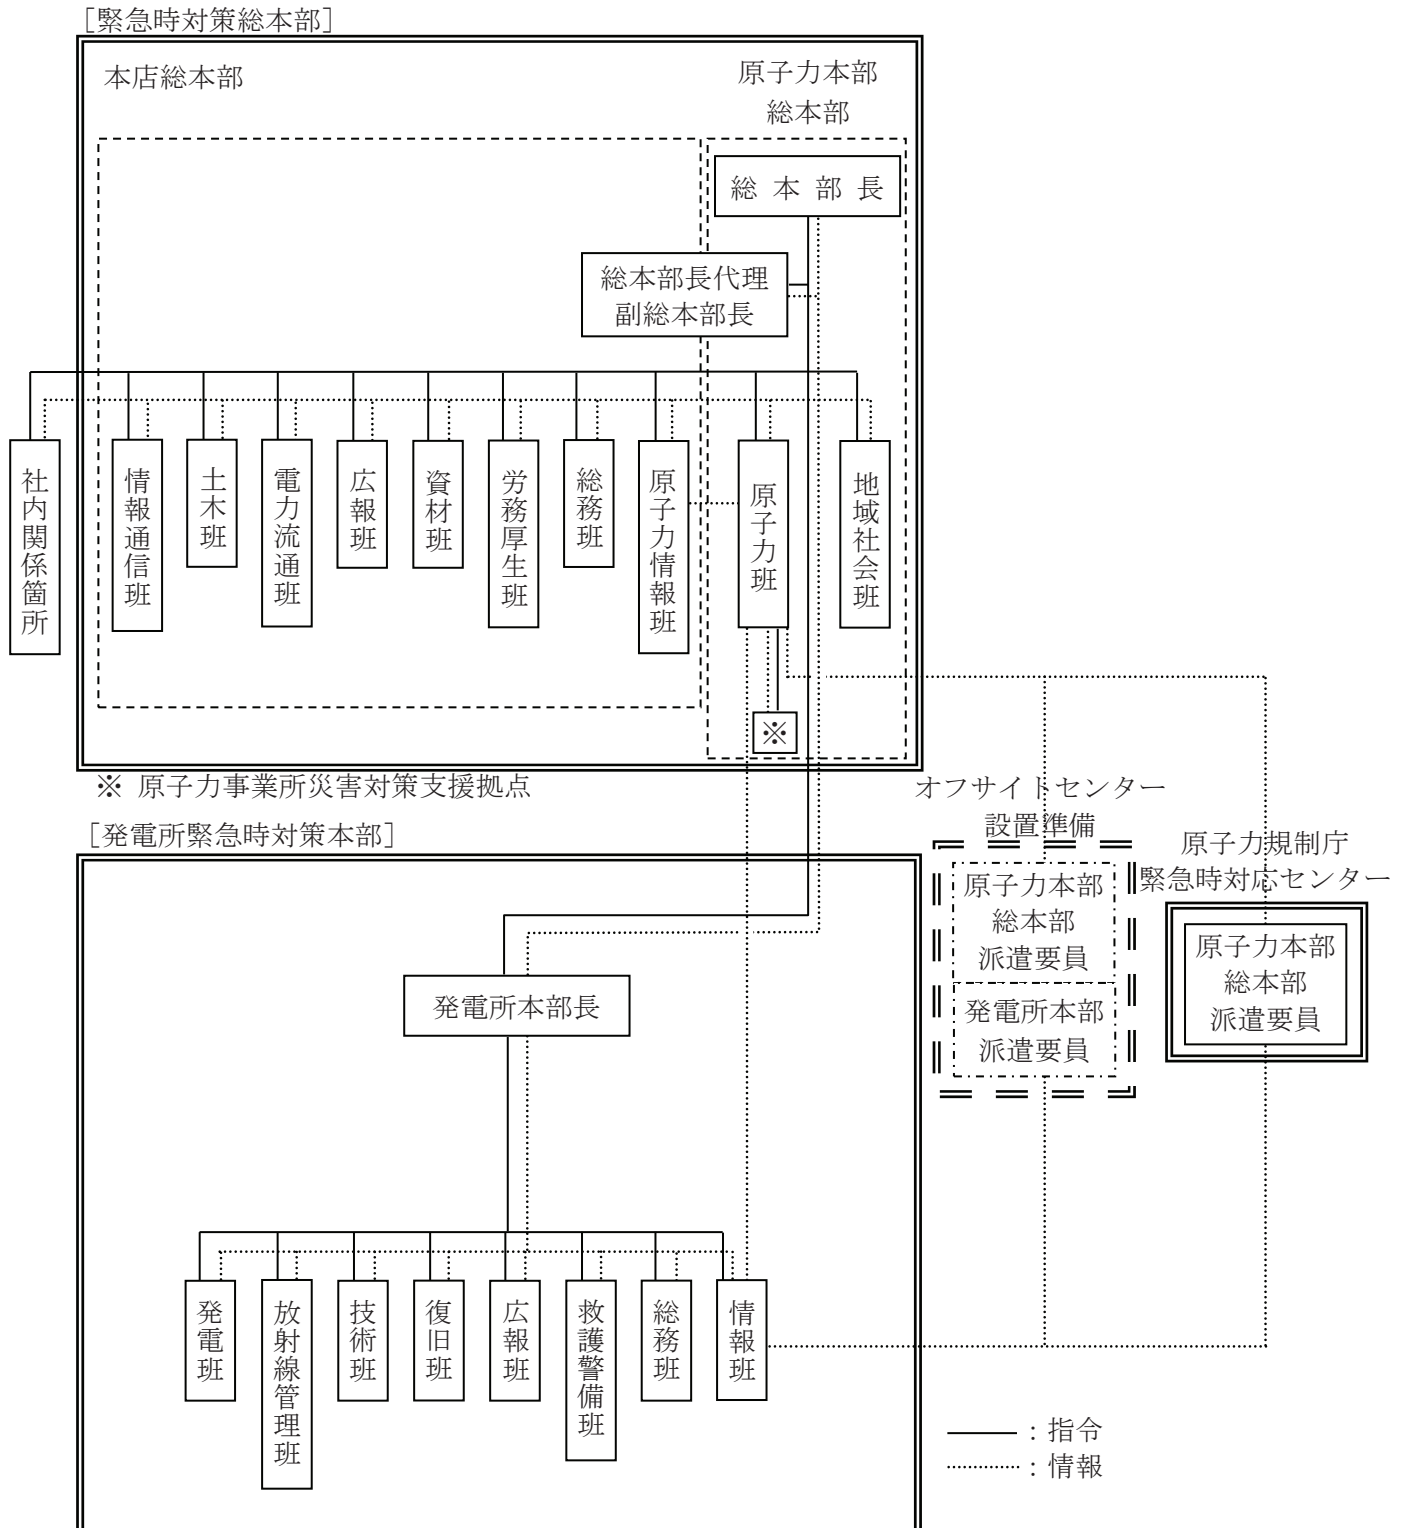 ［緊急時対策総本部］
本店総本部
原子力本部
総本部
総本部長
総本部長代理
副総本部長
社内関係箇所
情報通信班
土木班
電力流通班
広報班
資材班
労務厚生班
総務班
原子力情報班
原子力班
地域社会班
※
※ 原子力事業所災害対策支援拠点
［発電所緊急時対策本部］
オフサイトセンター
設置準備
原子力本部
総本部
派遣要員
発電所本部
派遣要員
原子力規制庁
緊急時対応センター
原子力本部
総本部
派遣要員
発電所本部長
発電班
放射線管理班
技術班
復旧班
広報班
救護警備班
総務班
情報班
：指令
：情報